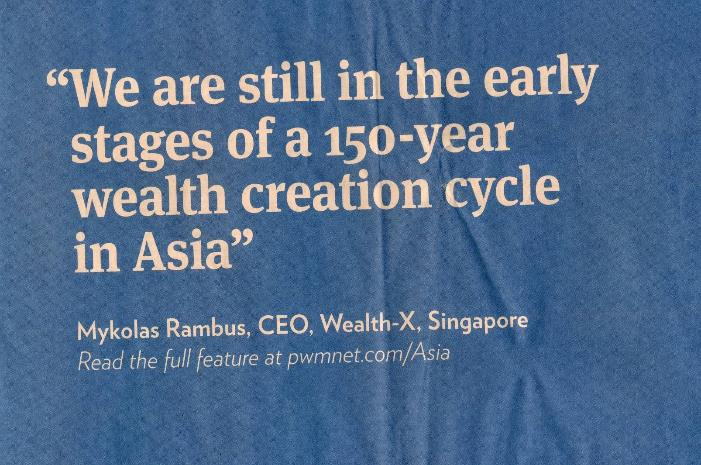 “We are still in the early
stages of a 150-year
wealth creation cycle
in Asia”
Mykolas Rambus, CEO, Wealth-X, Singapore
Read the full feature at pwmnet.com/Asia